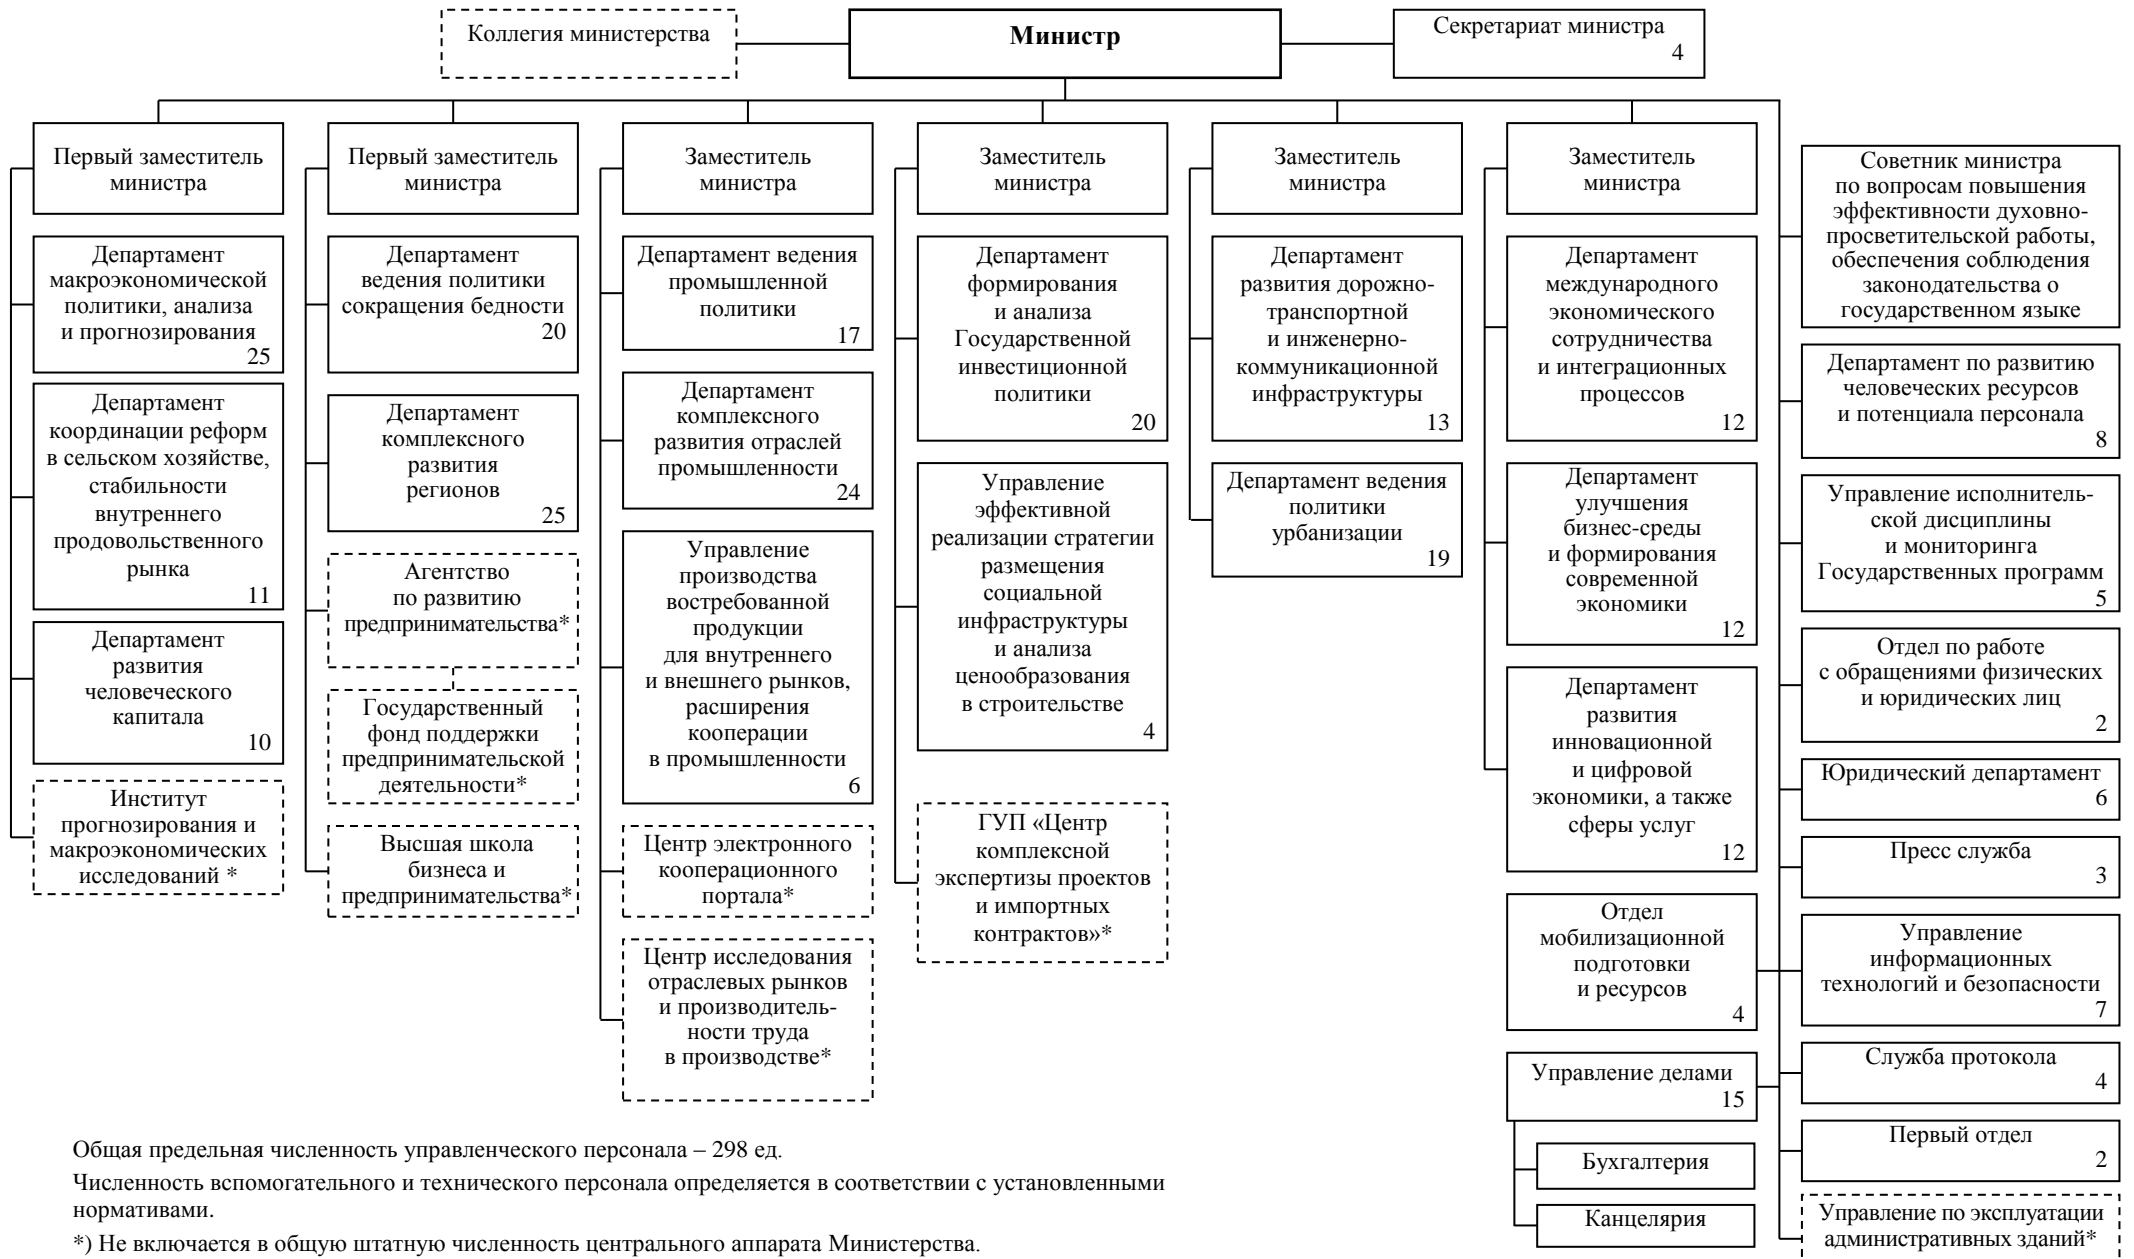 Коллегия министерства
Министр
Секретариат министра
4
Первый заместитель
министра
Департамент
макроэкономической
политики, анализа
и прогнозирования
25
Департамент
координации реформ
в сельском хозяйстве,
стабильности
внутреннего
продовольственного
рынка
11
Департамент
развития
человеческого
капитала
10
Институт
прогнозирования и
макроэкономических
исследований *
Первый заместитель
министра
Департамент
ведения политики
сокращения бедности
20
Департамент
комплексного
развития
регионов
25
Агентство
по развитию
предпринимательства*
Государственный
фонд поддержки
предпринимательской
деятельности*
Высшая школа
бизнеса и
предпринимательства*
Заместитель
министра
Департамент ведения
промышленной
политики
17
Департамент
комплексного
развития отраслей
промышленности
24
Управление
производства
востребованной
продукции
для внутреннего
и внешнего рынков,
расширения
кооперации
в промышленности
6
Центр электронного
кооперационного
портала*
Центр исследования
отраслевых рынков
и производитель-
ности труда
в производстве*
Заместитель
министра
Департамент
формирования
и анализа
Государственной
инвестиционной
политики
20
Управление
эффективной
реализации стратегии
размещения
социальной
инфраструктуры
и анализа
ценообразования
в строительстве
4
ГУП «Центр
комплексной
экспертизы проектов
и импортных
контрактов»*
Заместитель
министра
Департамент
развития дорожно-
транспортной
и инженерно-
коммуникационной
инфраструктуры
13
Департамент ведения
политики
урбанизации
19
Заместитель
министра
Департамент
международного
экономического
сотрудничества
и интеграционных
процессов
12
Департамент
улучшения
бизнес-среды
и формирования
современной
экономики
12
Департамент
развития
инновационной
и цифровой
экономики, а также
сферы услуг
12
Отдел
мобилизационной
подготовки
и ресурсов
4
Управление делами
15
Бухгалтерия
Канцелярия
Советник министра
по вопросам повышения
эффективности духовно-
просветительской работы,
обеспечения соблюдения
законодательства о
государственном языке
Департамент по развитию
человеческих ресурсов
и потенциала персонала
8
Управление исполнитель-
ской дисциплины
и мониторинга
Государственных программ
5
Отдел по работе
с обращениями физических
и юридических лиц
2
Юридический департамент
6
Пресс служба
3
Управление
информационных
технологий и безопасности
7
Служба протокола
4
Первый отдел
2
Управление по эксплуатации
административных зданий*
Общая предельная численность управленческого персонала – 298 ед.
Численность вспомогательного и технического персонала определяется в соответствии с установленными
нормативами.
*) Не включается в общую штатную численность центрального аппарата Министерства.